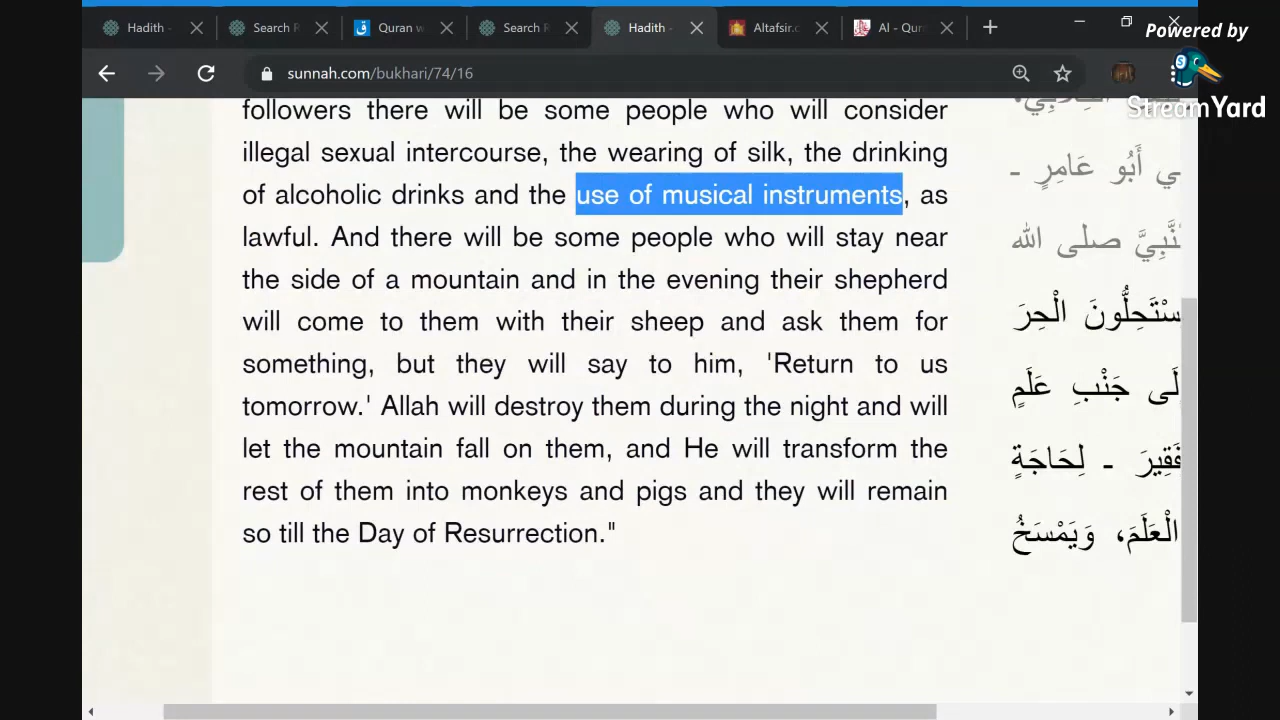 Hadith -
Search R
Quran w
Search R
Hadith -
Altafsir.c
Al - Qur
Powered by
sunnah.com/bukhari/74/16
StreamYard
followers there will be some people who will consider
illegal sexual intercourse, the wearing of silk, the drinking
of alcoholic drinks and the use of musical instruments, as
lawful. And there will be some people who will stay near
the side of a mountain and in the evening their shepherd
will come to them with their sheep and ask them for
something, but they will say to him, 'Return to us
tomorrow.' Allah will destroy them during the night and will
let the mountain fall on them, and He will transform the
rest of them into monkeys and pigs and they will remain
so till the Day of Resurrection."
ي أَبُو عَامِرٍ ـ
صلى الله
الْحِرَ
لَى جَنْبِ عَلَمٍ
ـ لِحَاجَةٍ
الْعَلَمَ، وَيَمْسَخُ